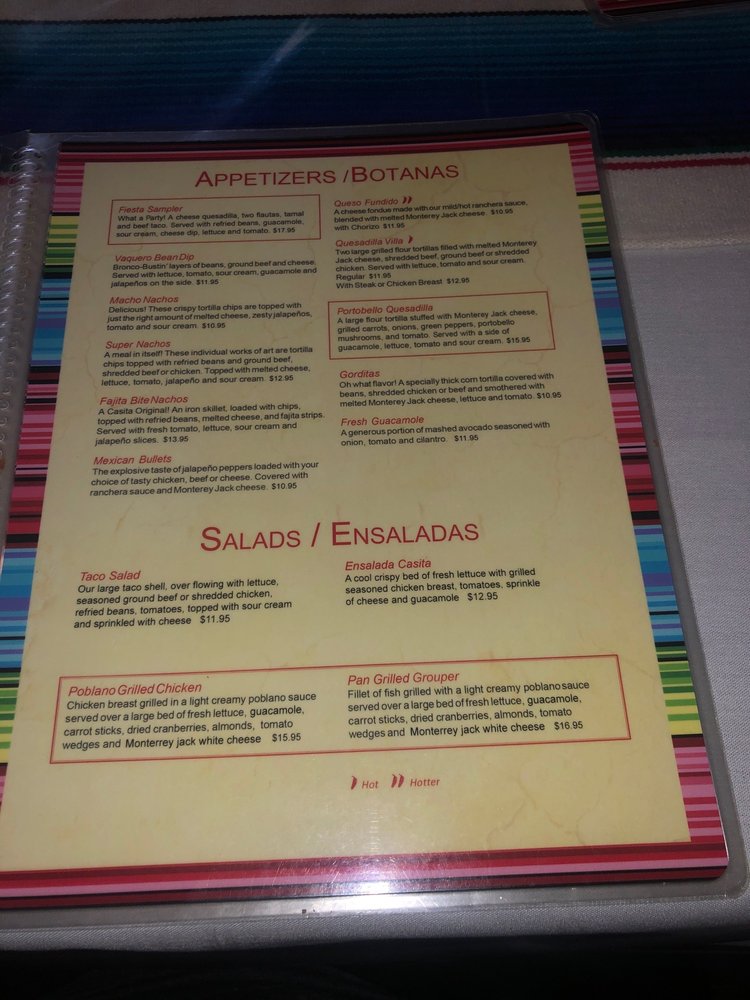 APPETIZERS / BOTANAS
Fiesta Sampler
What a Party! A cheese quesadilla, two flautas, tamal
and beef taco. Served with refried beans, guacamole,
sour cream, cheese dip, lettuce and tomato. $17.95
Vaquero Bean Dip
Bronco-Bustin' layers of beans, ground beef and cheese.
Served with lettuce, tomato, sour cream, guacamole and
jalapeños on the side. $11.95
Macho Nachos
Delicious! These crispy tortilla chips are topped with
just the right amount of melted cheese, zesty jalapeños,
tomato and sour cream. $10.95
Super Nachos
A meal in itself! These individual works of art are tortilla
chips topped with refried beans and ground beef,
shredded beef or chicken. Topped with melted cheese,
lettuce, tomato, jalapeño and sour cream. $12.95
Fajita Bite Nachos
A Casita Original! An iron skillet, loaded with chips,
topped with refried beans, melted cheese, and fajita strips.
Served with fresh tomato, lettuce, sour cream and
jalapeño slices. $13.95
Mexican Bullets
The explosive taste of jalapeño peppers loaded with your
choice of tasty chicken, beef or cheese. Covered with
ranchera sauce and Monterey Jack cheese. $10.95
Queso Fundido
A cheese fondue made with our mild/hot ranchera sauce,
blended with melted Monterey Jack cheese. $10.95
with Chorizo $11.95
Quesadilla Villa
Two large grilled flour tortillas filled with melted Monterey
Jack cheese, shredded beef, ground beef or shredded
chicken. Served with lettuce, tomato and sour cream.
Regular $11.95
With Steak or Chicken Breast $12.95
Portobello Quesadilla
A large flour tortilla stuffed with Monterey Jack cheese,
grilled carrots, onions, green peppers, portobello
mushrooms, and tomato. Served with a side of
guacamole, lettuce, tomato and sour cream. $15.95
Gorditas
Oh what flavor! A specially thick corn tortilla covered with
beans, shredded chicken or beef and smothered with
melted Monterey Jack cheese, lettuce and tomato. $10.95
Fresh Guacamole
A generous portion of mashed avocado seasoned with
onion, tomato and cilantro. $11.95
SALADS / ENSALADAS
Taco Salad
Our large taco shell, over flowing with lettuce,
seasoned ground beef or shredded chicken,
refried beans, tomatoes, topped with sour cream
and sprinkled with cheese $11.95
Ensalada Casita
A cool crispy bed of fresh lettuce with grilled
seasoned chicken breast, tomatoes, sprinkle
of cheese and guacamole $12.95
Poblano Grilled Chicken
Chicken breast grilled in a light creamy poblano sauce
served over a large bed of fresh lettuce, guacamole,
carrot sticks, dried cranberries, almonds, tomato
wedges and Monterrey jack white cheese $15.95
Pan Grilled Grouper
Fillet of fish grilled with a light creamy poblano sauce
served over a large bed of fresh lettuce, guacamole,
carrot sticks, dried cranberries, almonds, tomato
wedges and Monterrey jack white cheese $16.95
Hot Hotter